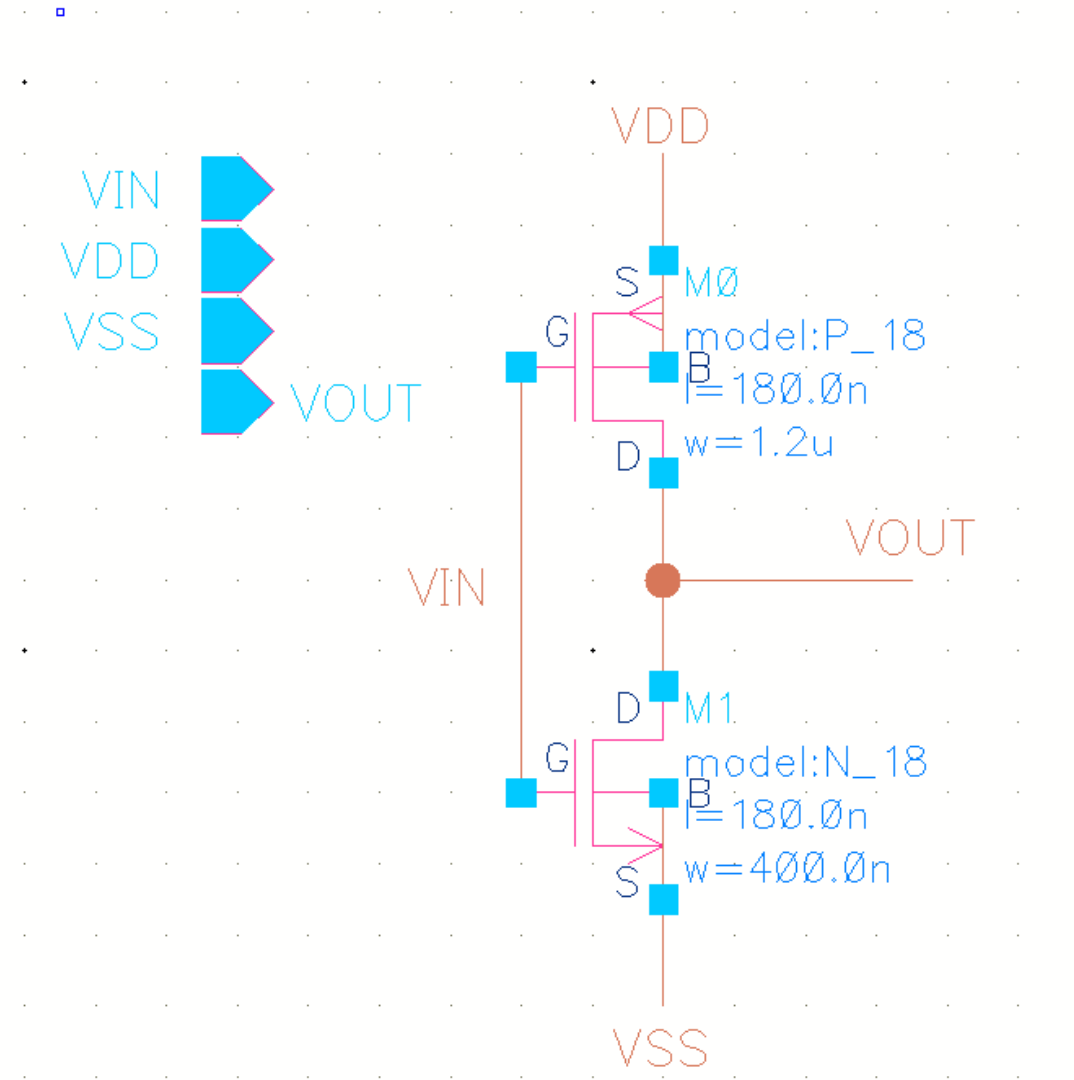 VDD
VIN
VDD
VSS
VOUT
S
M0
G
model:P_18
B
l=180.0n
D
w=1.2u
VOUT
VIN
D
M1
G
model:N_18
B
l=180.0n
w=400.0n
S
VSS